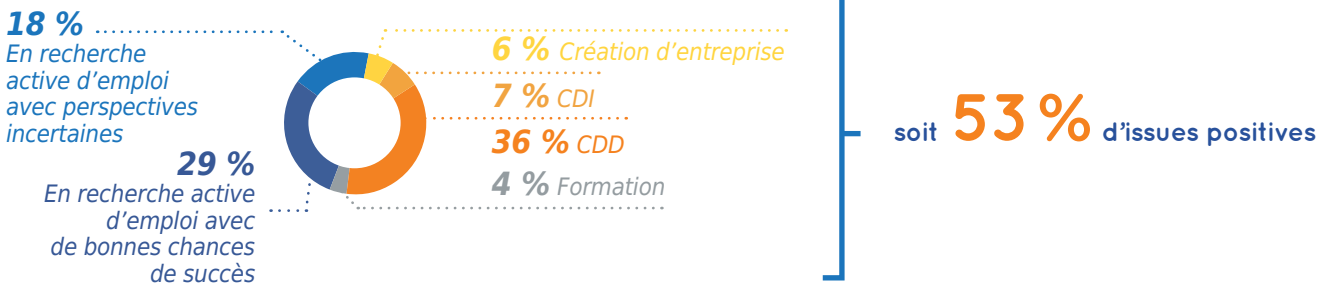 18 %
En recherche
active d'emploi
avec perspectives
incertaines
29 %
En recherche active
d'emploi avec
de bonnes chances
de succès
6 % Création d'entreprise
7 % CDI
36 % CDD
4 % Formation
soit 53 % d'issues positives